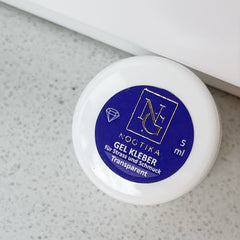 NG
NOGTIKA
GEL KLEBER
für Strass und Schmuck
Transparent
5
ml